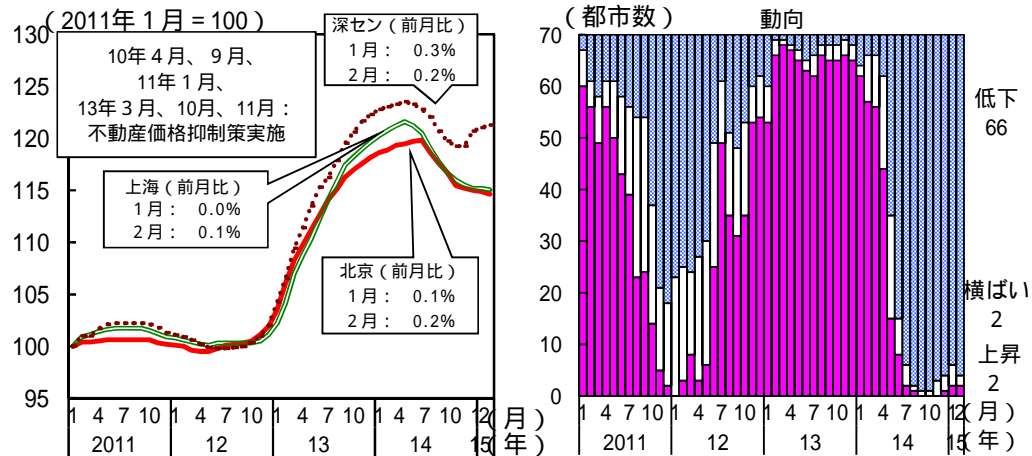 （2011年１月＝100）
130
125
120
115
110
105
100
95
10年４月、９月、
11年１月、
13年３月、10月、11月：
不動産価格抑制策実施
深セン（前月比）
１月： 0.3%
２月： 0.2%
上海（前月比）
１月： 0.0%
２月： 0.1%
北京（前月比）
１月： 0.1%
２月： 0.2%
1 4 7 10 1 4 7 10 1 4 7 10 1 4 7 10 12（月）
2011 12 13 14 15（年）
（都市数） 動向
70
60
50
40
30
20
10
0
低下
66
横ばい
2
上昇
2
1 4 7 10 1 4 7 10 1 4 7 10 1 4 7 10 12（月）
2011 12 13 14 15（年）